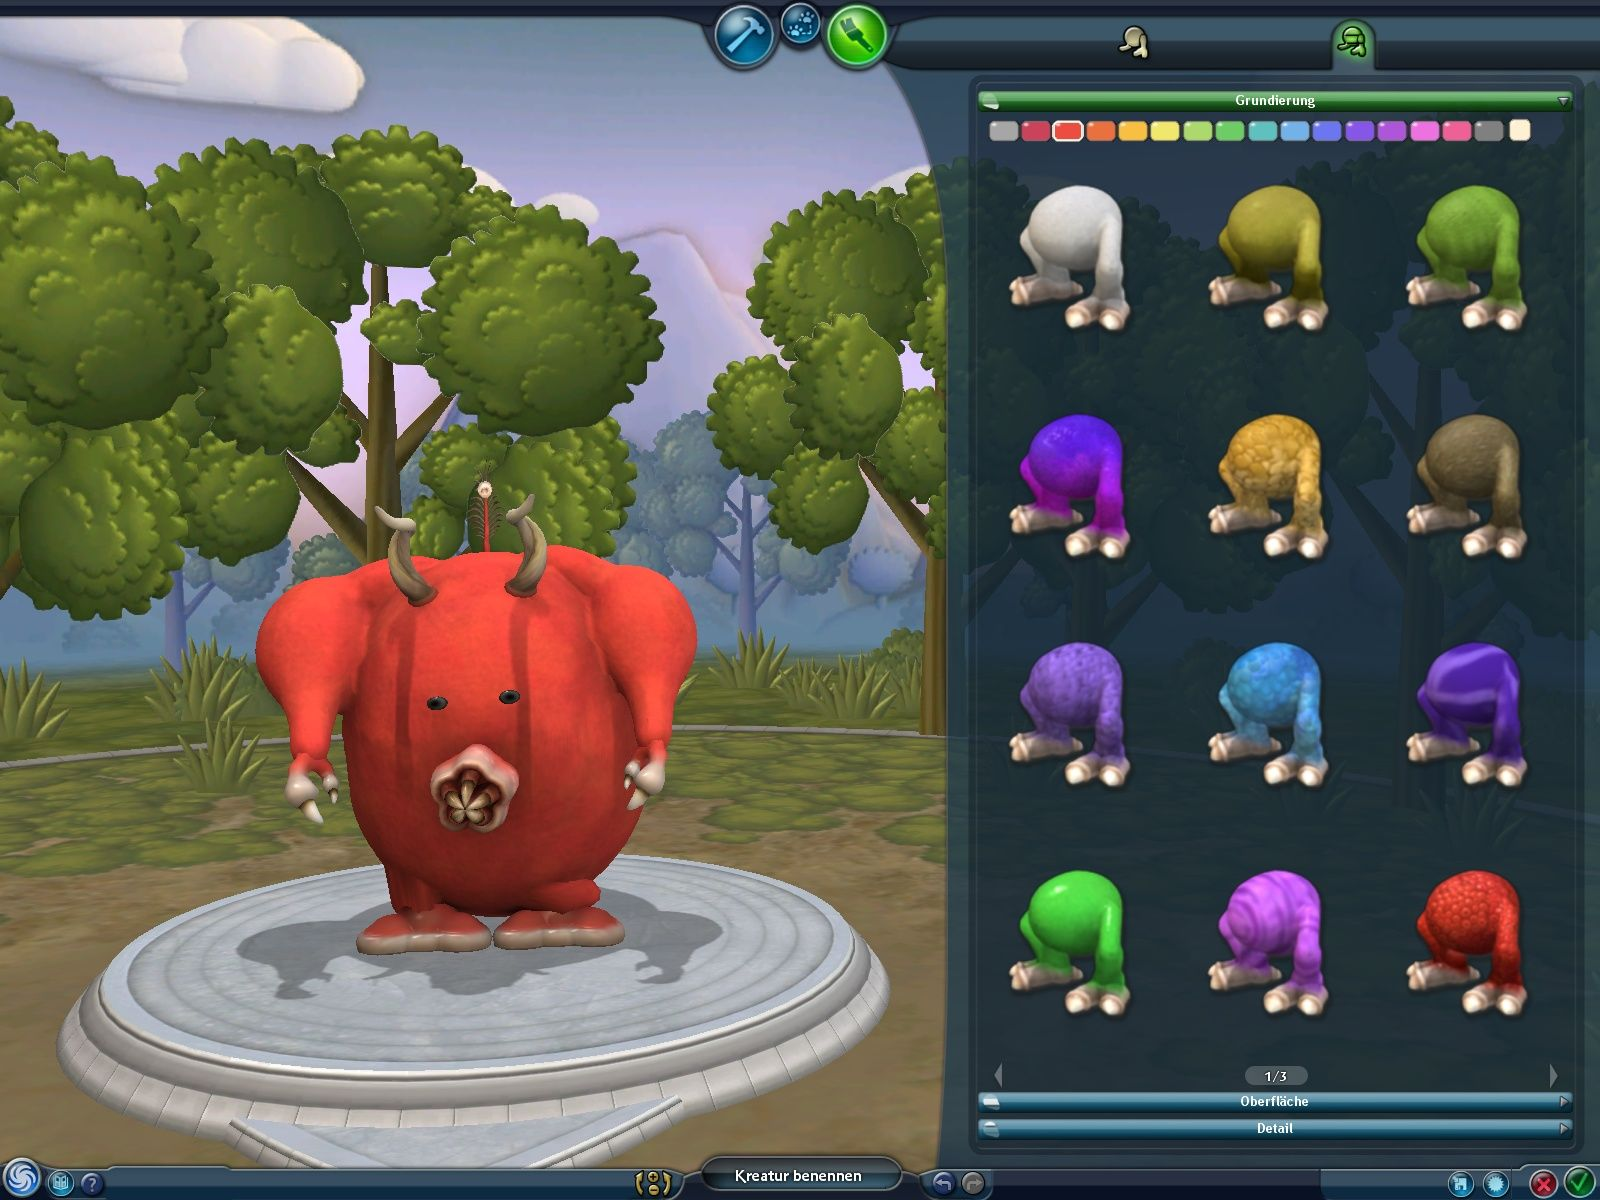 Grundierung
1/3
Oberfläche
Detail
Kreatur benennen
?